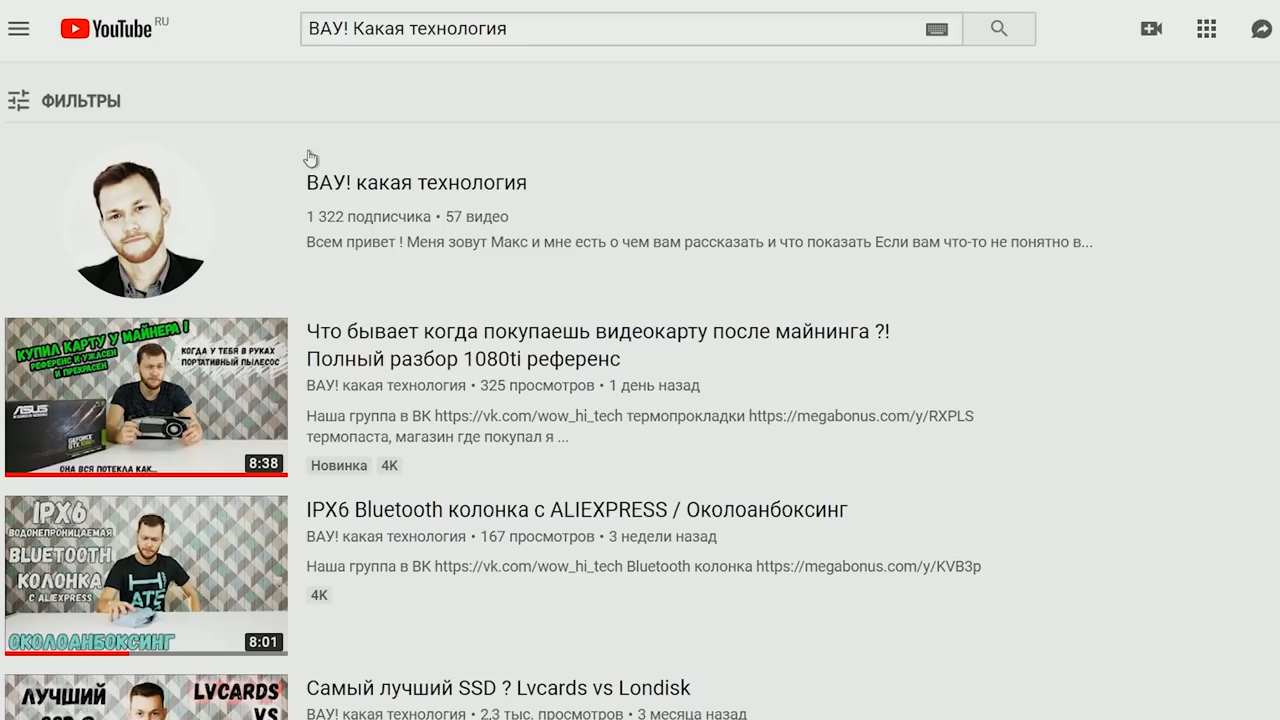 YouTube RU
ВАУ! Какая технология
ФИЛЬТРЫ
ВАУ! какая технология
1 322 подписчика • 57 видео
Всем привет ! Меня зовут Макс и мне есть о чем вам рассказать и что показать Если вам что-то не понятно в...
КУПИЛ КАРТУ У МАЙНЕРА !
РЕФЕРЕНС И УЖАСЕН
И ПРЕКРАСЕН
КОГДА У ТЕБЯ В РУКАХ
ПОРТАТИВНЫЙ ПЫЛЕСОС
ASUS
GEFORCE
GTX 1080 Ti
ОНА ВСЯ ПОТЕКЛА КАК...
8:38
Что бывает когда покупаешь видеокарту после майнинга ?!
Полный разбор 1080ti референс
ВАУ! какая технология • 325 просмотров • 1 день назад
Наша группа в ВК https://vk.com/wow_hi_tech термопрокладки https://megabonus.com/y/RXPLS
термопаста, магазин где покупал я ...
Новинка 4K
IPX6
ВОДОНЕПРОНИЦАЕМАЯ
BLUETOOTH
КОЛОНКА
С ALIEXPRESS
ОКОЛОАНБОКСИНГ
8:01
IPX6 Bluetooth колонка с ALIEXPRESS / Околоанбоксинг
ВАУ! какая технология • 167 просмотров • 3 недели назад
Наша группа в ВК https://vk.com/wow_hi_tech Bluetooth колонка https://megabonus.com/y/KVB3p
4K
ЛУЧШИЙ
LVCARDS
VS
Самый лучший SSD ? Lvcards vs Londisk
ВАУ! какая технология • 2,3 тыс. просмотров • 3 месяца назад